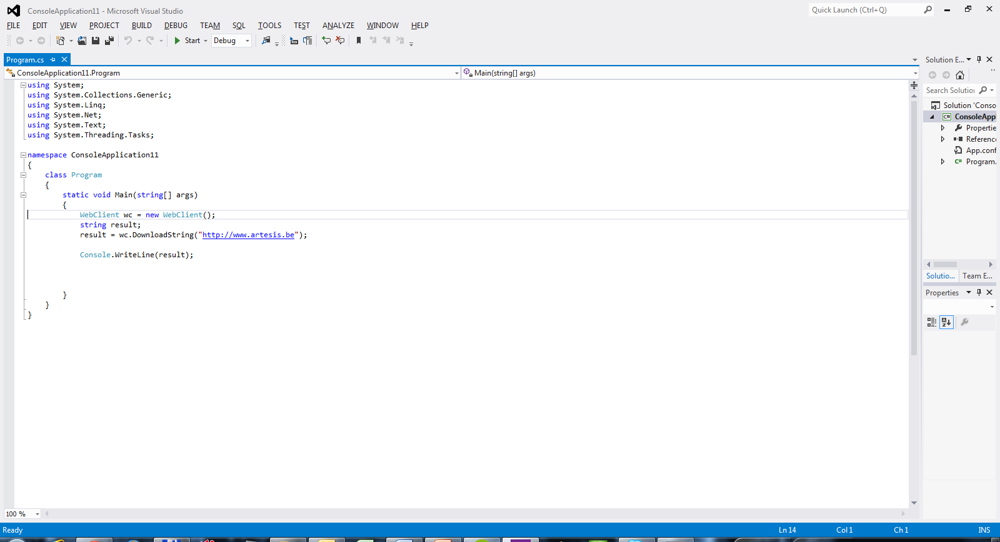 ConsoleApplication11 - Microsoft Visual Studio
Quick Launch (Ctrl+Q)
FILE EDIT VIEW PROJECT BUILD DEBUG TEAM SQL TOOLS TEST ANALYZE WINDOW HELP
Start Debug
Program.cs
ConsoleApplication11.Program
Main(string[] args)
using System;
using System.Collections.Generic;
using System.Linq;
using System.Net;
using System.Text;
using System.Threading.Tasks;
namespace ConsoleApplication11
{
class Program
{
static void Main(string[] args)
{
WebClient wc = new WebClient();
string result;
result = wc.DownloadString("http://www.artesis.be");
Console.WriteLine(result);
}
}
}
100 %
Solution E...
Search Solutior
Solution 'Conso
C# ConsoleApp
Propertie
Referenc
App.conf
C# Program.
Solutio... Team E...
Properties
Ready
Ln 14 Col 1 Ch 1 INS